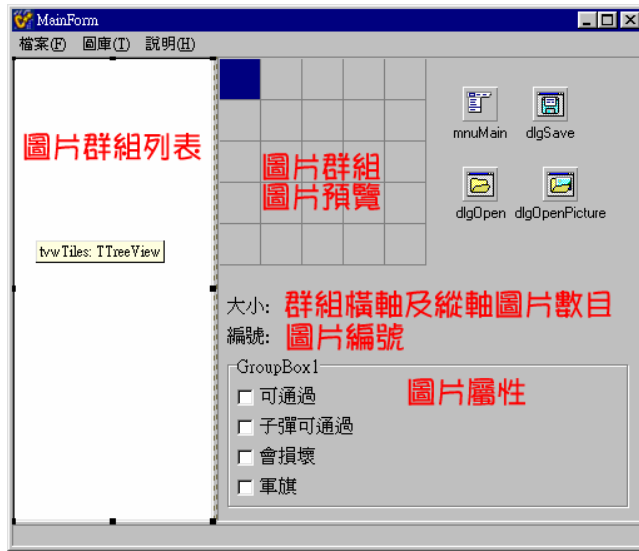 MainForm
檔案(F) 圖庫(T) 說明(H)
圖片群組列表
tvwTiles: TTreeView
圖片群組
圖片預覽
mnuMain dlgSave
dlgOpen dlgOpenPicture
大小: 群組橫軸及縱軸圖片數目
編號: 圖片編號
GroupBox1
圖片屬性
可通過
子彈可通過
會損壞
軍旗